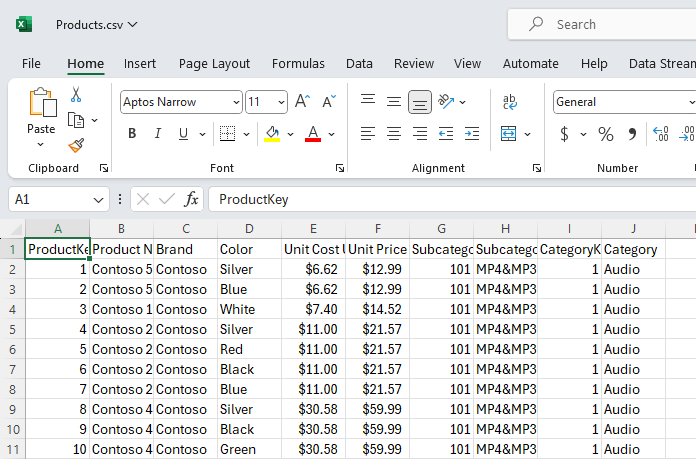 Products.csv
Search
File Home Insert Page Layout Formulas Data Review View Automate Help Data Stream
Paste
Aptos Narrow 11 A A ab General
B I U A $ % 9 .00
Clipboard Font Alignment Number
A1 fx ProductKey
A B C D E F G H I J
1 ProductKe Product N Brand Color Unit Cost U Unit Price Subcatego Subcatego CategoryK Category
2 1 Contoso 5 Contoso Silver $6.62 $12.99 101 MP4&MP3 1 Audio
3 2 Contoso 5 Contoso Blue $6.62 $12.99 101 MP4&MP3 1 Audio
4 3 Contoso 1 Contoso White $7.40 $14.52 101 MP4&MP3 1 Audio
5 4 Contoso 2 Contoso Silver $11.00 $21.57 101 MP4&MP3 1 Audio
6 5 Contoso 2 Contoso Red $11.00 $21.57 101 MP4&MP3 1 Audio
7 6 Contoso 2 Contoso Black $11.00 $21.57 101 MP4&MP3 1 Audio
8 7 Contoso 2 Contoso Blue $11.00 $21.57 101 MP4&MP3 1 Audio
9 8 Contoso 4 Contoso Silver $30.58 $59.99 101 MP4&MP3 1 Audio
10 9 Contoso 4 Contoso Black $30.58 $59.99 101 MP4&MP3 1 Audio
11 10 Contoso 4 Contoso Green $30.58 $59.99 101 MP4&MP3 1 Audio